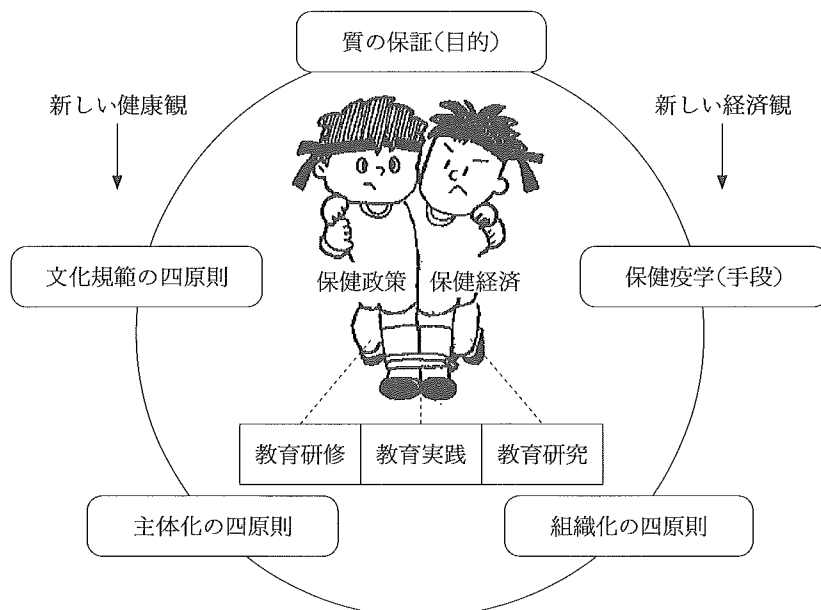 質の保証(目的)
新しい健康観
新しい経済観
文化規範の四原則
保健政策
保健経済
保健疫学(手段)
教育研修
教育実践
教育研究
主体化の四原則
組織化の四原則